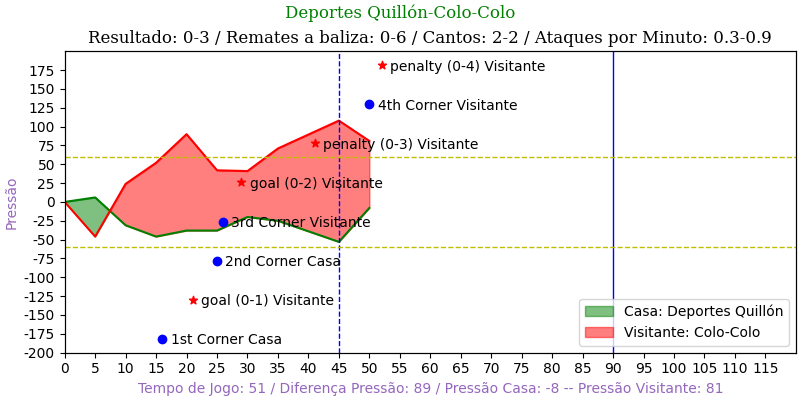 Deportes Quillón-Colo-Colo
Resultado: 0-3 / Remates a baliza: 0-6 / Cantos: 2-2 / Ataques por Minuto: 0.3-0.9
Pressão
175
150
125
100
75
50
25
0
-25
-50
-75
-100
-125
-150
-175
-200
penalty (0-4) Visitante
4th Corner Visitante
penalty (0-3) Visitante
goal (0-2) Visitante
3rd Corner Visitante
2nd Corner Casa
goal (0-1) Visitante
1st Corner Casa
Casa: Deportes Quillón
Visitante: Colo-Colo
0 5 10 15 20 25 30 35 40 45 50 55 60 65 70 75 80 85 90 95 100 105 110 115
Tempo de Jogo: 51 / Diferença Pressão: 89 / Pressão Casa: -8 -- Pressão Visitante: 81